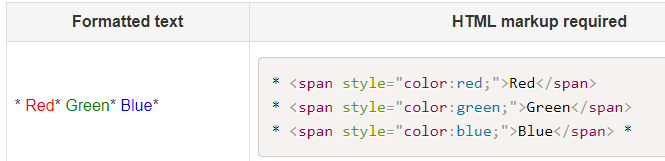 Formatted text HTML markup required
* Red* Green* Blue*
* <span style="color:red;">Red</span>
* <span style="color:green;">Green</span>
* <span style="color:blue;">Blue</span> *